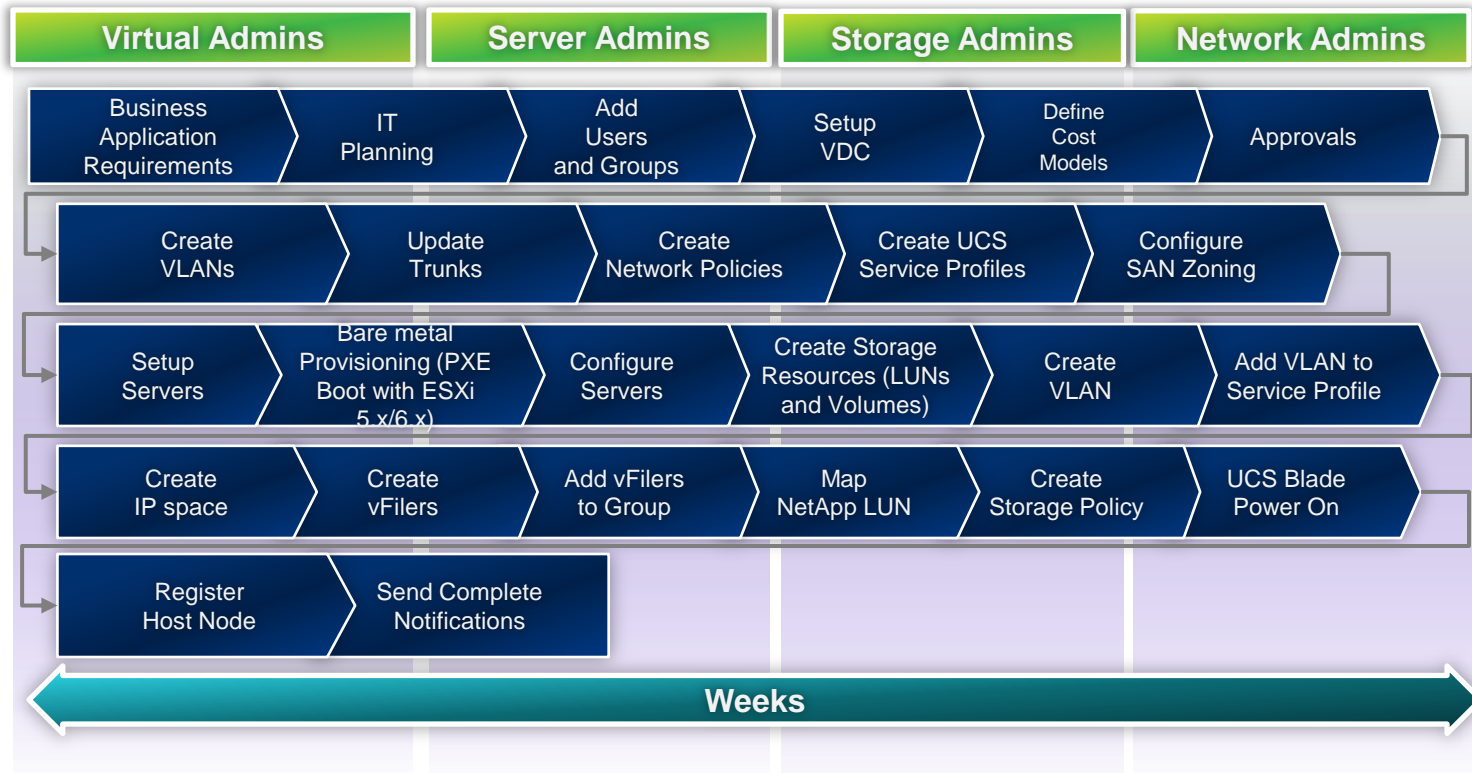 Virtual Admins
Server Admins
Storage Admins
Network Admins
Business
Application
Requirements
IT
Planning
Add
Users
and Groups
Setup
VDC
Define
Cost
Models
Approvals
Create
VLANs
Update
Trunks
Create
Network Policies
Create UCS
Service Profiles
Configure
SAN Zoning
Setup
Servers
Bare metal
Provisioning (PXE
Boot with ESXi
5.x/6.x)
Configure
Servers
Create Storage
Resources (LUNs
and Volumes)
Create
VLAN
Add VLAN to
Service Profile
Create
IP space
Create
vFilers
Add vFilers
to Group
Map
NetApp LUN
Create
Storage Policy
UCS Blade
Power On
Register
Host Node
Send Complete
Notifications
Weeks